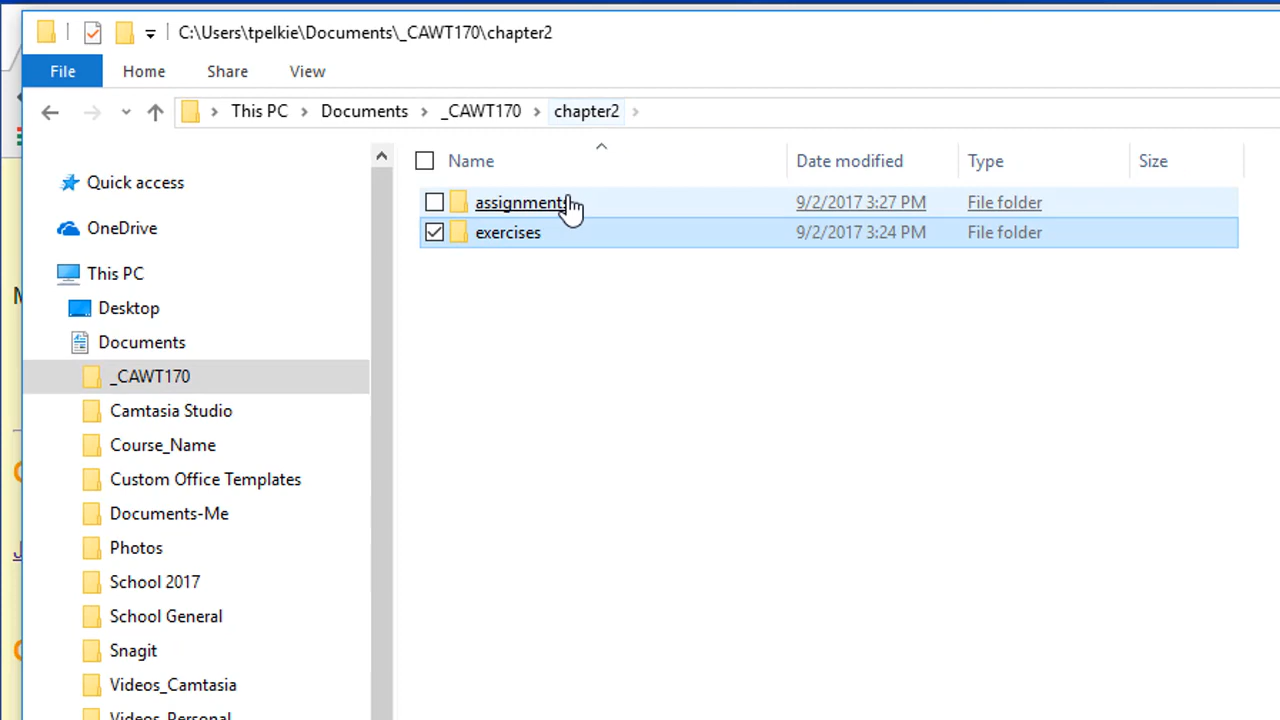 C:\Users\tpelkie\Documents\_CAWT170\chapter2
File Home Share View
This PC Documents _CAWT170 chapter2
Name Date modified Type Size
assignments 9/2/2017 3:27 PM File folder
exercises 9/2/2017 3:24 PM File folder
Quick access
OneDrive
This PC
Desktop
Documents
_CAWT170
Camtasia Studio
Course_Name
Custom Office Templates
Documents-Me
Photos
School 2017
School General
Snagit
Videos_Camtasia
Videos_Personal